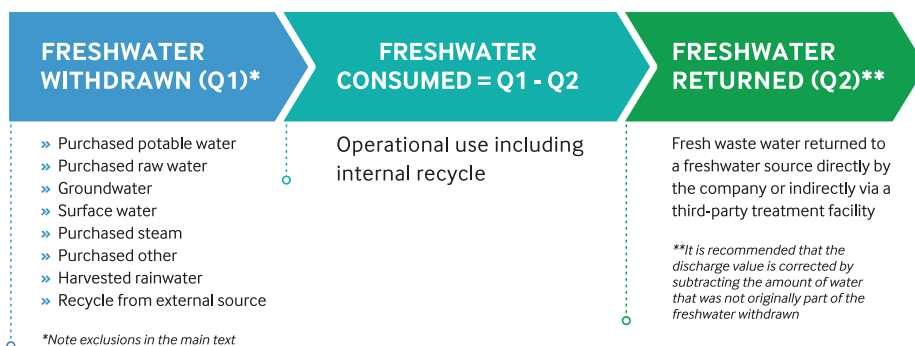 FRESHWATER
WITHDRAWN (Q1)*
» Purchased potable water
» Purchased raw water
» Groundwater
» Surface water
» Purchased steam
» Purchased other
» Harvested rainwater
» Recycle from external source
*Note exclusions in the main text
FRESHWATER
CONSUMED = Q1 - Q2
Operational use including
internal recycle
FRESHWATER
RETURNED (Q2)**
Fresh waste water returned to
a freshwater source directly by
the company or indirectly via a
third-party treatment facility
**It is recommended that the
discharge value is corrected by
subtracting the amount of water
that was not originally part of the
freshwater withdrawn